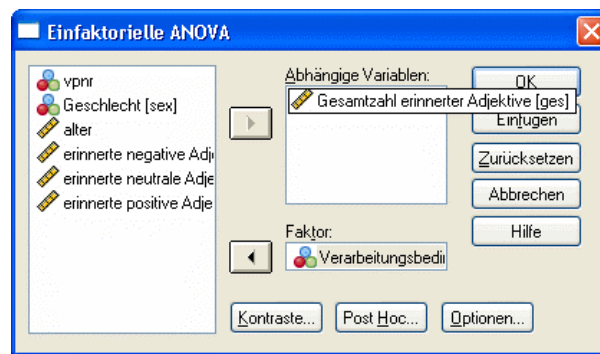 Einfaktorielle ANOVA
vpnr
Geschlecht [sex]
alter
erinnerte negative Adj
erinnerte neutrale Adje
erinnerte positive Adje
Abhängige Variablen:
Gesamtzahl erinnerter Adjektive [ges]
Faktor:
Verarbeitungsbedin
OK
Einfügen
Zurücksetzen
Abbrechen
Hilfe
Kontraste...
Post Hoc...
Optionen...